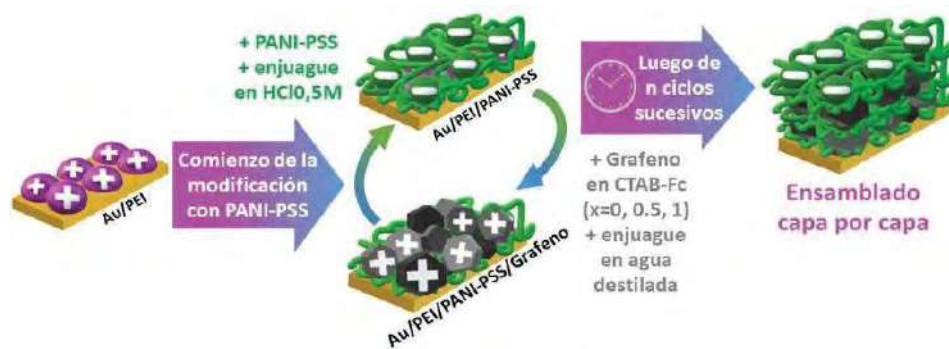 + PANI-PSS
+ enjuague
en HCl0,5M
Au/PEI
Comienzo de la
modificación
con PANI-PSS
Au/PEI/PANI-PSS
Au/PEI/PANI-PSS/Grafeno
Luego de
n ciclos
sucesivos
+ Grafeno
en CTAB-Fc
(x=0, 0.5, 1)
+ enjuague
en agua
destilada
Ensamblado
capa por capa